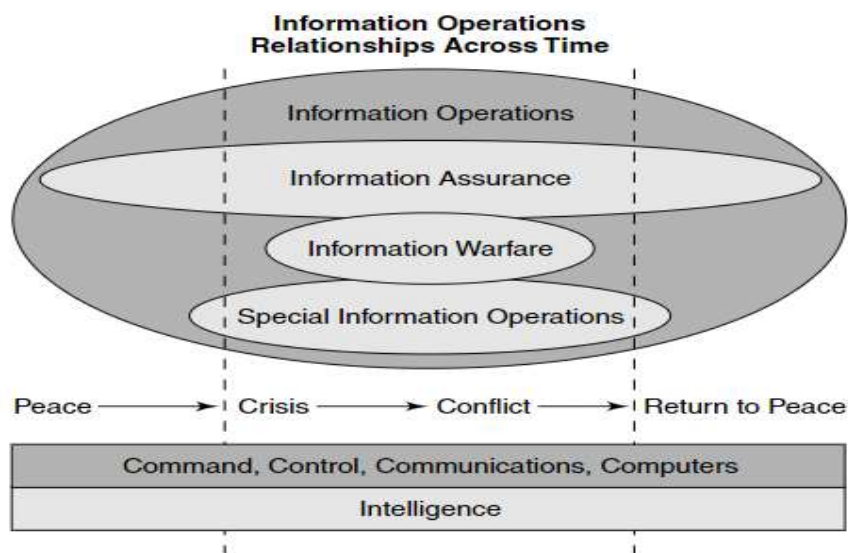 Information Operations
Relationships Across Time
Information Operations
Information Assurance
Information Warfare
Special Information Operations
Peace Crisis Conflict Return to Peace
Command, Control, Communications, Computers
Intelligence